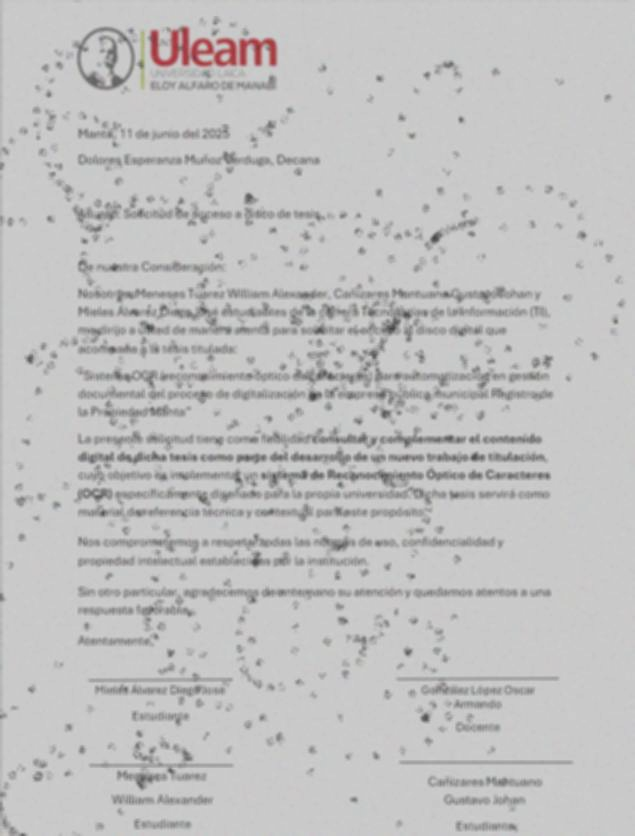 Uleam
UNIVERSIDAD LAICA
ELOY ALFARO DE MANABÍ
Manta, 11 de junio del 2025
Dolores Esperanza Muñoz Verduga, Decana
Asunto: Solicitud de acceso a disco de tesis
De nuestra Consideración:
Nosotros, Meneses Tuarez William Alexander, Cañizares Mantuano Gustavo Johan y
Mieles Álvarez Diego José estudiantes de la carrera Tecnologías de la Información (TI),
me dirijo a usted de manera atenta para solicitar el acceso al disco digital que
acompaña a la tesis titulada:
"Sistema OCR (reconocimiento óptico de caracteres) para automatización en gestión
documental del proceso de digitalización de la empresa pública municipal Registro de
la Propiedad Manta"
La presente solicitud tiene como finalidad consultar y complementar el contenido
digital de dicha tesis como parte del desarrollo de un nuevo trabajo de titulación,
cuyo objetivo es implementar un sistema de Reconocimiento Óptico de Caracteres
(OCR) específicamente diseñado para la propia universidad. Dicha tesis servirá como
material de referencia técnica y contextual para este propósito.
Nos comprometemos a respetar todas las normas de uso, confidencialidad y
propiedad intelectual establecidas por la institución.
Sin otro particular, agradecemos de antemano su atención y quedamos atentos a una
respuesta favorable.
Atentamente,
Mieles Álvarez Diego José
Estudiante
González López Oscar
Armando
Docente
Meneses Tuarez
William Alexander
Estudiante
Cañizares Mantuano
Gustavo Johan
Estudiante